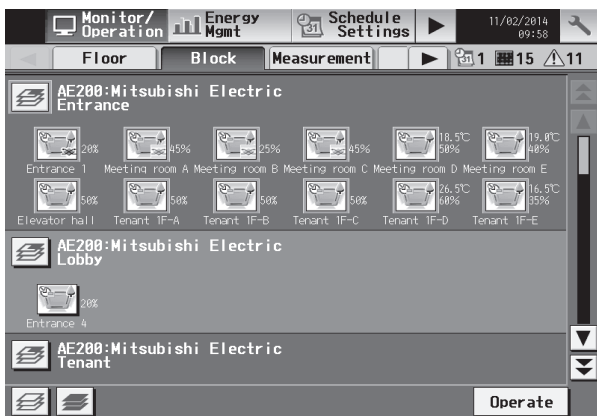 Monitor/ Operation Energy Mgmt 31 Schedule Settings 11/02/2014 09:58
Floor Block Measurement 31 1 15 11
AE200:Mitsubishi Electric
Entrance
20% 45% 25% 45% 18.5℃ 50% 19.0℃ 40%
Entrance 1 Meeting room A Meeting room B Meeting room C Meeting room D Meeting room E
50% 50% 50% 50% 26.5℃ 60% 16.5℃ 35%
Elevator hall Tenant 1F-A Tenant 1F-B Tenant 1F-C Tenant 1F-D Tenant 1F-E
AE200:Mitsubishi Electric
Lobby
20%
Entrance 4
AE200:Mitsubishi Electric
Tenant
Operate